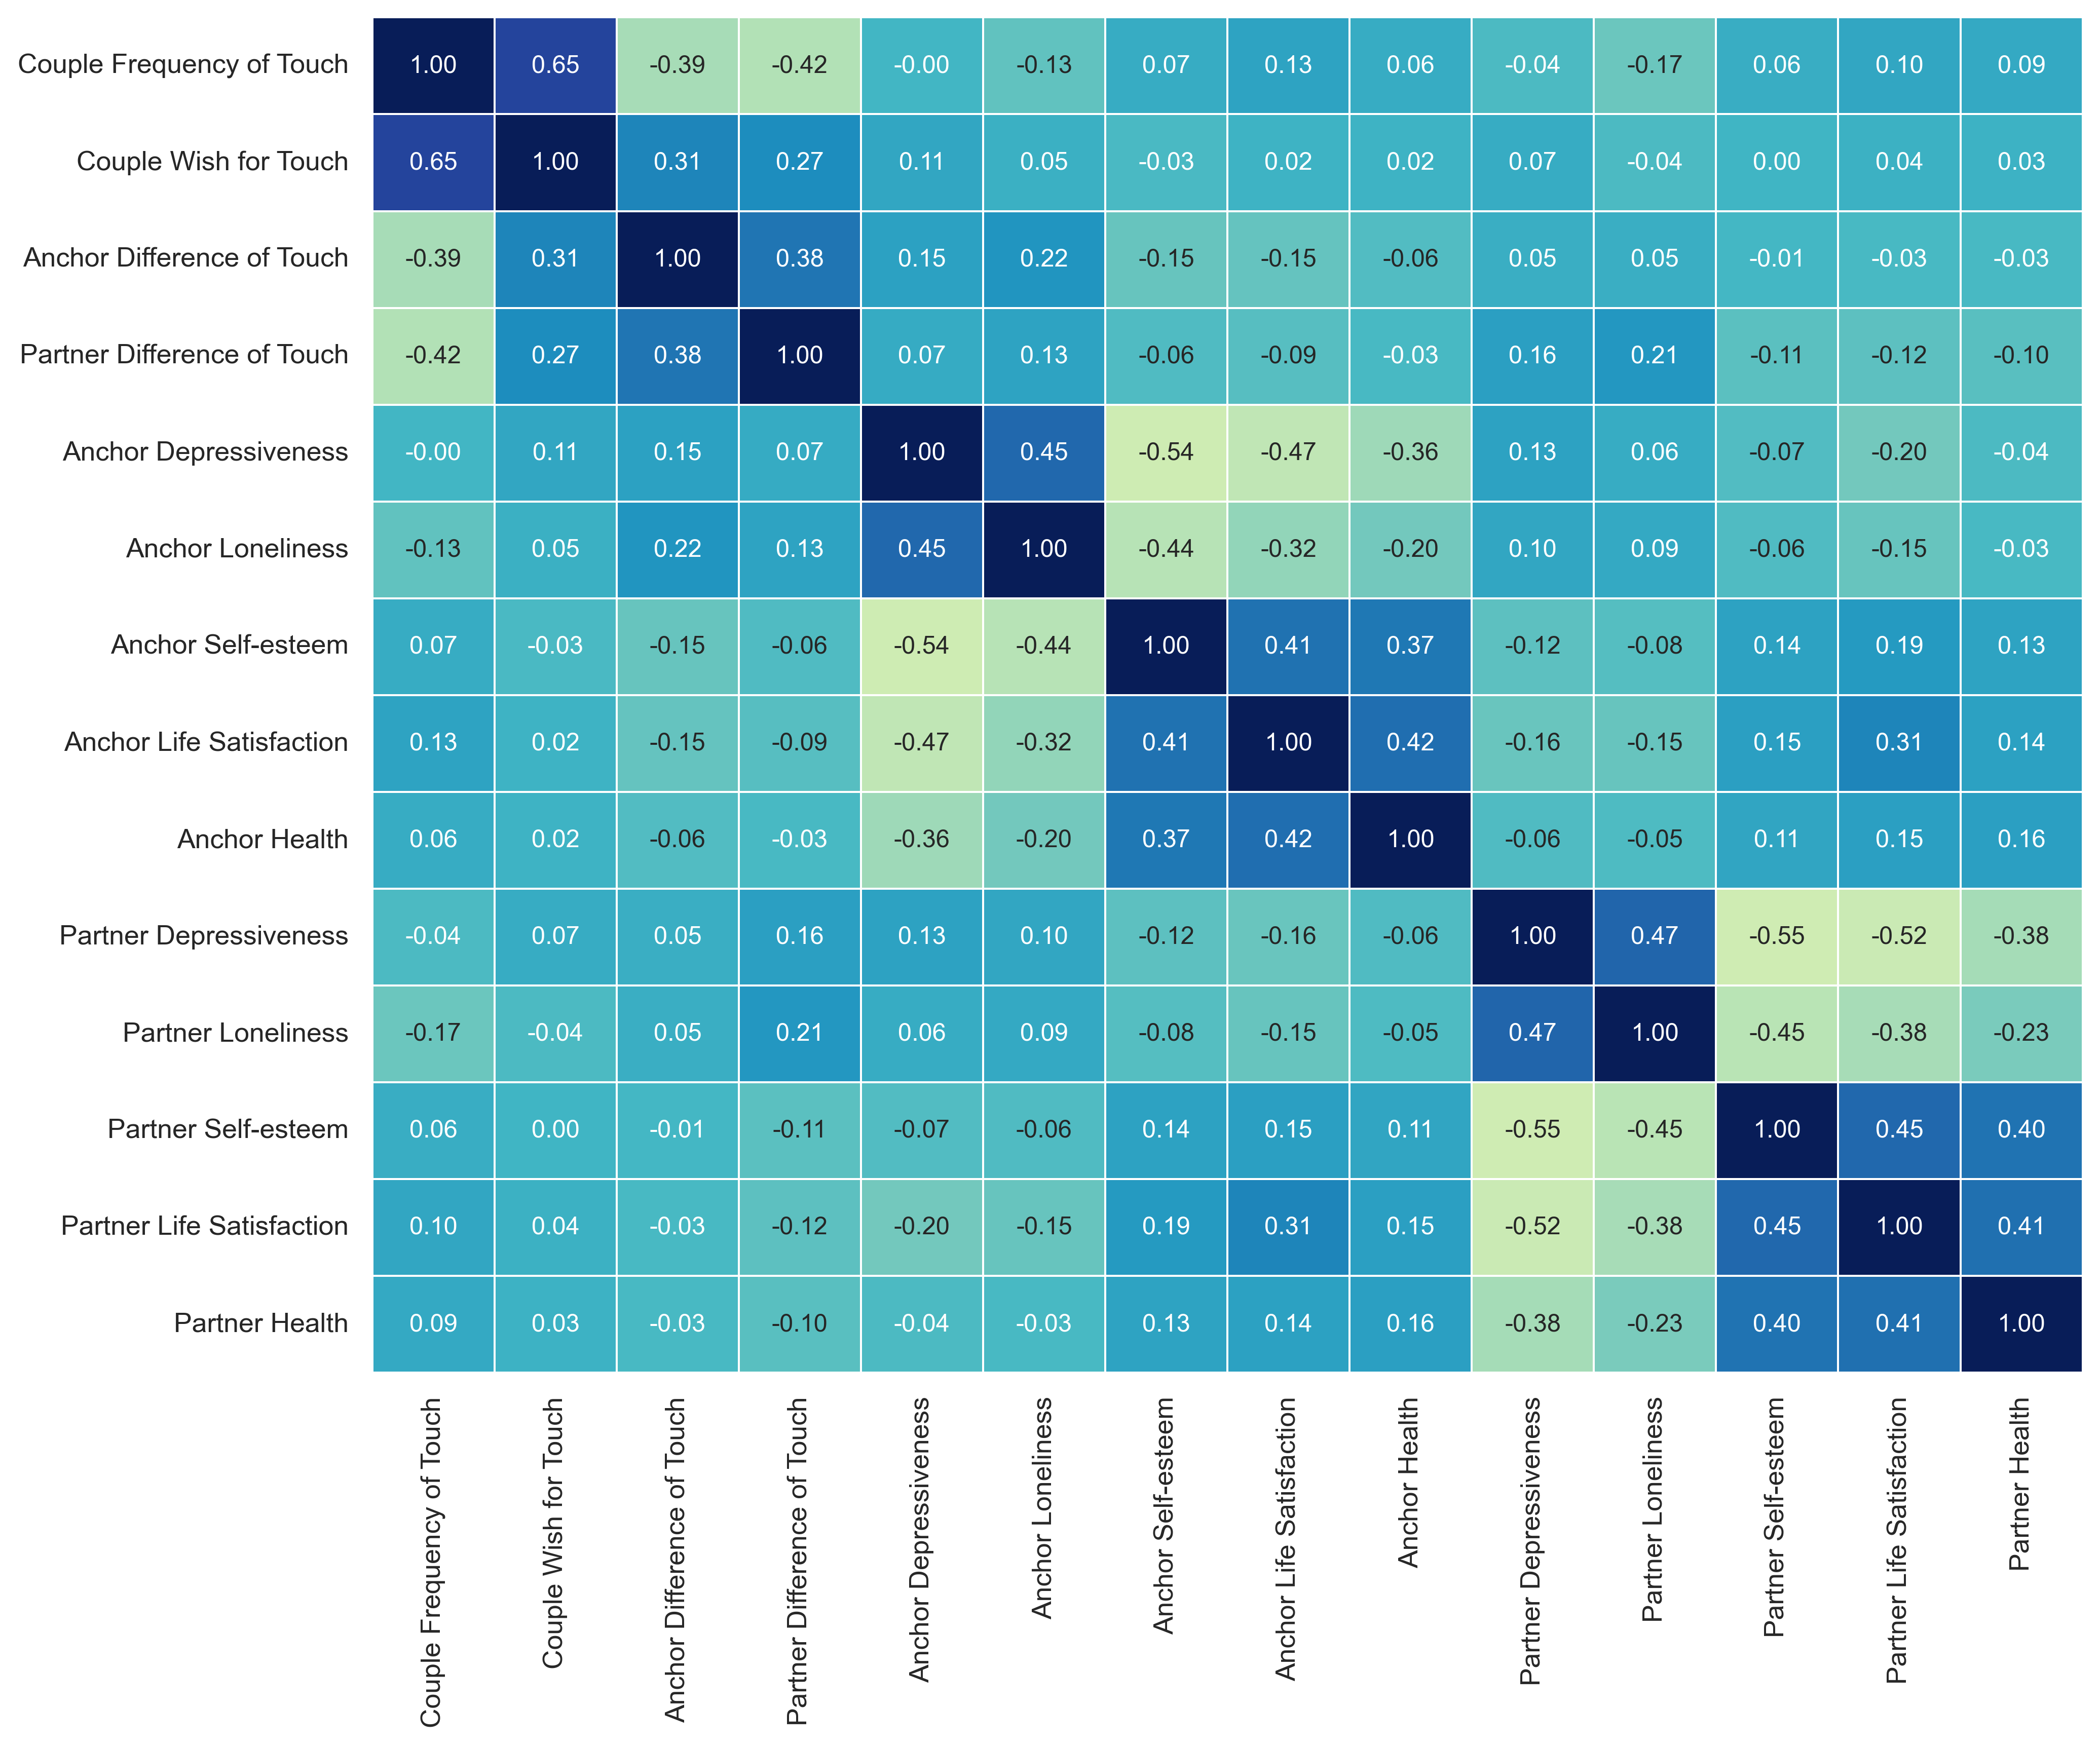 Couple Frequency of Touch 1.00 0.65 -0.39 -0.42 -0.00 -0.13 0.07 0.13 0.06 -0.04 -0.17 0.06 0.10 0.09
Couple Wish for Touch 0.65 1.00 0.31 0.27 0.11 0.05 -0.03 0.02 0.02 0.07 -0.04 0.00 0.04 0.03
Anchor Difference of Touch -0.39 0.31 1.00 0.38 0.15 0.22 -0.15 -0.15 -0.06 0.05 0.05 -0.01 -0.03 -0.03
Partner Difference of Touch -0.42 0.27 0.38 1.00 0.07 0.13 -0.06 -0.09 -0.03 0.16 0.21 -0.11 -0.12 -0.10
Anchor Depressiveness -0.00 0.11 0.15 0.07 1.00 0.45 -0.54 -0.47 -0.36 0.13 0.06 -0.07 -0.20 -0.04
Anchor Loneliness -0.13 0.05 0.22 0.13 0.45 1.00 -0.44 -0.32 -0.20 0.10 0.09 -0.06 -0.15 -0.03
Anchor Self-esteem 0.07 -0.03 -0.15 -0.06 -0.54 -0.44 1.00 0.41 0.37 -0.12 -0.08 0.14 0.19 0.13
Anchor Life Satisfaction 0.13 0.02 -0.15 -0.09 -0.47 -0.32 0.41 1.00 0.42 -0.16 -0.15 0.15 0.31 0.14
Anchor Health 0.06 0.02 -0.06 -0.03 -0.36 -0.20 0.37 0.42 1.00 -0.06 -0.05 0.11 0.15 0.16
Partner Depressiveness -0.04 0.07 0.05 0.16 0.13 0.10 -0.12 -0.16 -0.06 1.00 0.47 -0.55 -0.52 -0.38
Partner Loneliness -0.17 -0.04 0.05 0.21 0.06 0.09 -0.08 -0.15 -0.05 0.47 1.00 -0.45 -0.38 -0.23
Partner Self-esteem 0.06 0.00 -0.01 -0.11 -0.07 -0.06 0.14 0.15 0.11 -0.55 -0.45 1.00 0.45 0.40
Partner Life Satisfaction 0.10 0.04 -0.03 -0.12 -0.20 -0.15 0.19 0.31 0.15 -0.52 -0.38 0.45 1.00 0.41
Partner Health 0.09 0.03 -0.03 -0.10 -0.04 -0.03 0.13 0.14 0.16 -0.38 -0.23 0.40 0.41 1.00
Couple Frequency of Touch
Couple Wish for Touch
Anchor Difference of Touch
Partner Difference of Touch
Anchor Depressiveness
Anchor Loneliness
Anchor Self-esteem
Anchor Life Satisfaction
Anchor Health
Partner Depressiveness
Partner Loneliness
Partner Self-esteem
Partner Life Satisfaction
Partner Health